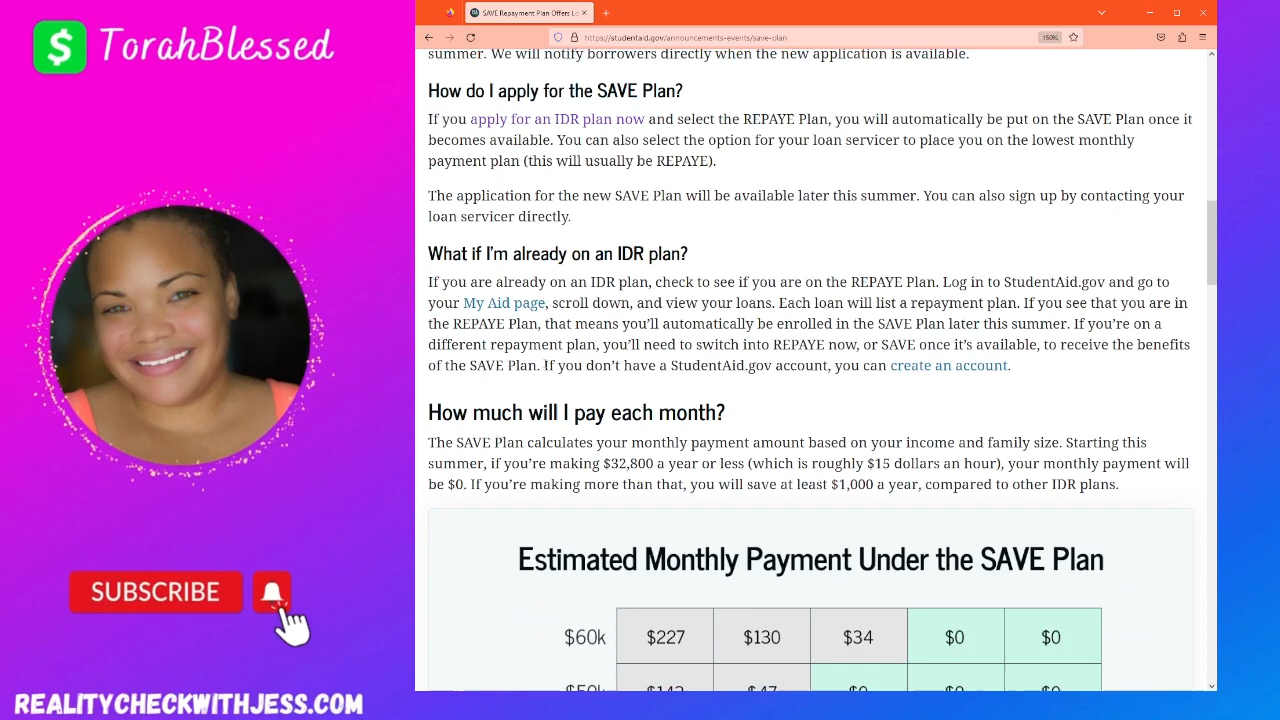 $ TorahBlessed
SUBSCRIBE
REALITYCHECKWITHJESS.COM
SAVE Repayment Plan Offers Lo
https://studentaid.gov/announcements-events/save-plan
150%
summer. We will notify borrowers directly when the new application is available.
How do I apply for the SAVE Plan?
If you apply for an IDR plan now and select the REPAYE Plan, you will automatically be put on the SAVE Plan once it
becomes available. You can also select the option for your loan servicer to place you on the lowest monthly
payment plan (this will usually be REPAYE).
The application for the new SAVE Plan will be available later this summer. You can also sign up by contacting your
loan servicer directly.
What if I'm already on an IDR plan?
If you are already on an IDR plan, check to see if you are on the REPAYE Plan. Log in to StudentAid.gov and go to
your My Aid page, scroll down, and view your loans. Each loan will list a repayment plan. If you see that you are in
the REPAYE Plan, that means you'll automatically be enrolled in the SAVE Plan later this summer. If you're on a
different repayment plan, you'll need to switch into REPAYE now, or SAVE once it's available, to receive the benefits
of the SAVE Plan. If you don't have a StudentAid.gov account, you can create an account.
How much will I pay each month?
The SAVE Plan calculates your monthly payment amount based on your income and family size. Starting this
summer, if you're making $32,800 a year or less (which is roughly $15 dollars an hour), your monthly payment will
be $0. If you're making more than that, you will save at least $1,000 a year, compared to other IDR plans.
Estimated Monthly Payment Under the SAVE Plan
$60k $227 $130 $34 $0 $0